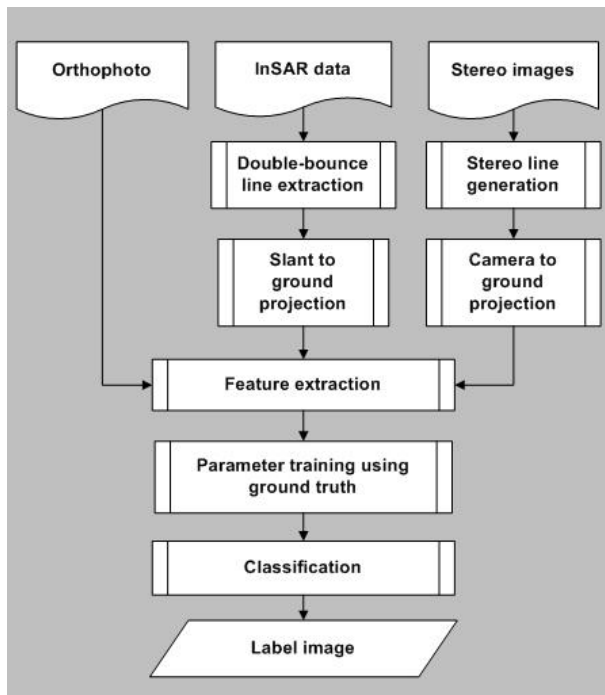 Orthophoto
InSAR data
Stereo images
Double-bounce
line extraction
Stereo line
generation
Slant to
ground
projection
Camera to
ground
projection
Feature extraction
Parameter training using
ground truth
Classification
Label image